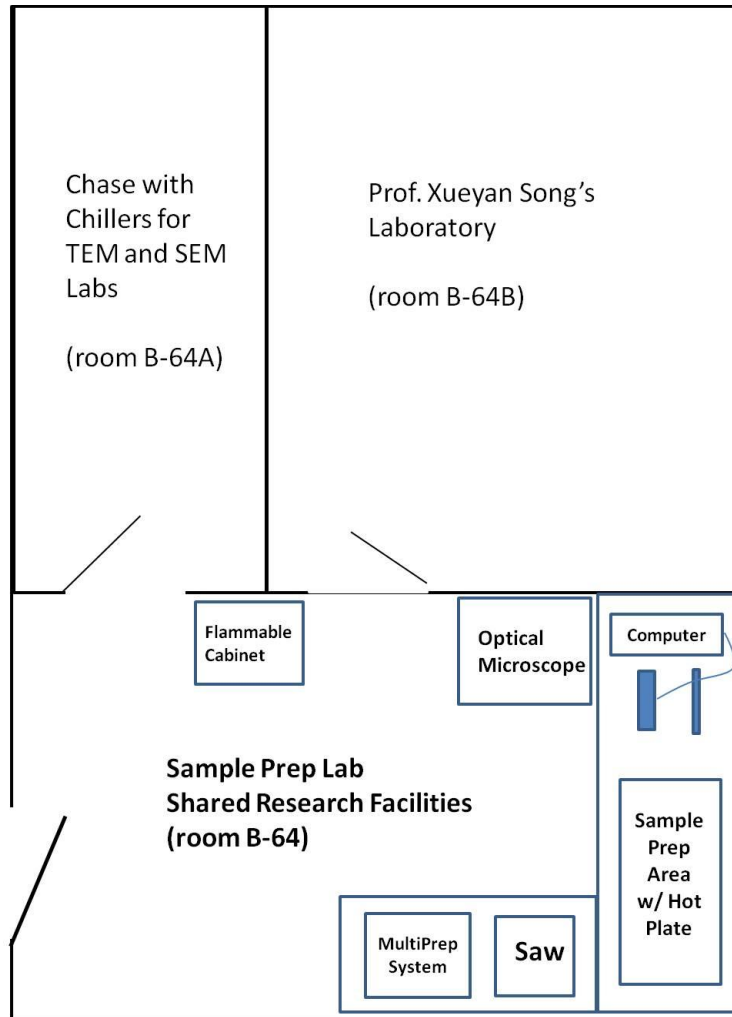 Chase with
Chillers for
TEM and SEM
Labs
(room B-64A)
Prof. Xueyan Song’s
Laboratory
(room B-64B)
Flammable
Cabinet
Optical
Microscope
Computer
Sample Prep Lab
Shared Research Facilities
(room B-64)
Sample
Prep
Area
w/ Hot
Plate
MultiPrep
System
Saw